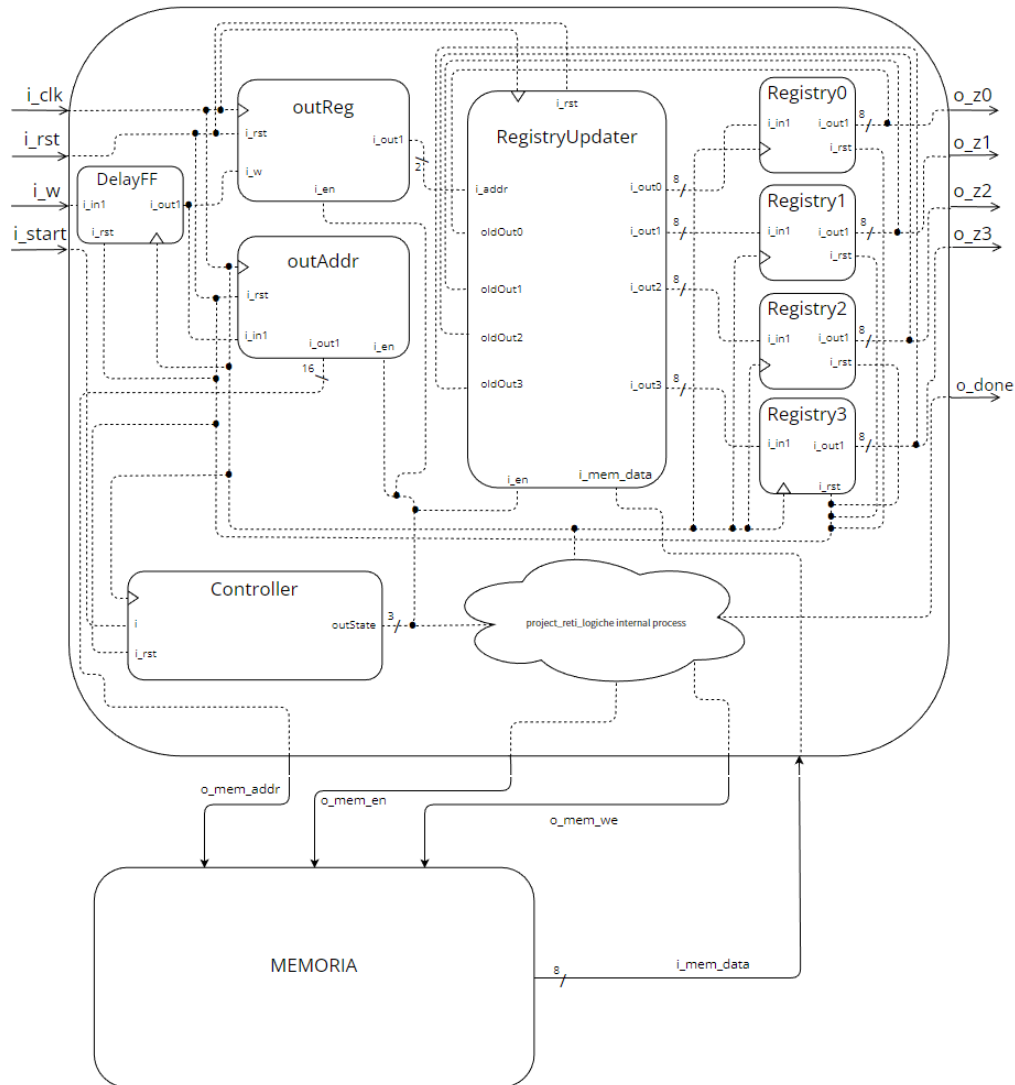 i_clk
i_rst
i_w
i_start
DelayFF
i_in1
i_out1
i_rst
outReg
i_rst
i_out1
2
i_w
i_en
outAddr
i_rst
i_in1
i_out1
i_en
16
i_rst
RegistryUpdater
i_addr
i_out0
8
oldOut0
i_out1
8
oldOut1
i_out2
8
oldOut2
oldOut3
i_out3
8
i_mem_data
i_en
Registry0
8
i_in1
i_out1
i_rst
Registry1
i_in1
i_out1
8
i_rst
Registry2
8
i_in1
i_out1
i_rst
Registry3
8
i_in1
i_out1
i_rst
o_z0
o_z1
o_z2
o_z3
o_done
Controller
i
outState
3
i_rst
project_reti_logiche internal process
o_mem_addr
o_mem_en
o_mem_we
MEMORIA
8
i_mem_data